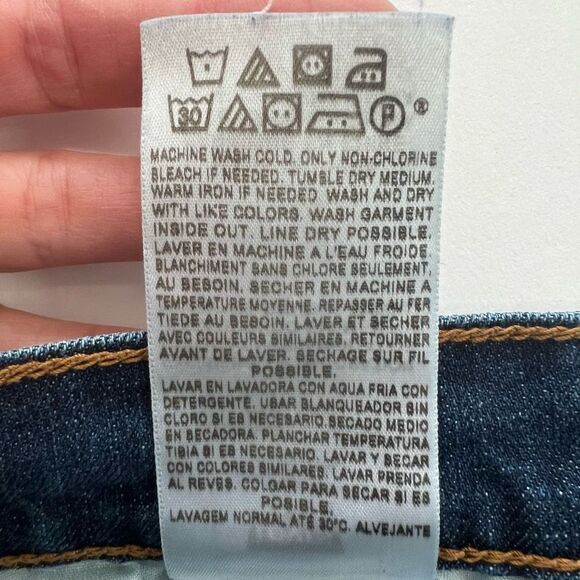 30 P ®
MACHINE WASH COLD. ONLY NON-CHLORINE
BLEACH IF NEEDED. TUMBLE DRY MEDIUM.
WARM IRON IF NEEDED. WASH AND DRY
WITH LIKE COLORS. WASH GARMENT
INSIDE OUT. LINE DRY POSSIBLE.
LAVER EN MACHINE A L'EAU FROIDE.
BLANCHIMENT SANS CHLORE SEULEMENT,
AU BESOIN. SECHER EN MACHINE A
TEMPERATURE MOYENNE. REPASSER AU FER
TIEDE AU BESOIN. LAVER ET SECHER
AVEC COULEURS SIMILAIRES. RETOURNER
AVANT DE LAVER. SECHAGE SUR FIL
POSSIBLE.
LAVAR EN LAVADORA CON AGUA FRIA CON
DETERGENTE. USAR BLANQUEADOR SIN
CLORO SI ES NECESARIO. SECADO MEDIO
EN SECADORA. PLANCHAR TEMPERATURA
TIBIA SI ES NECESARIO. LAVAR Y SECAR
CON COLORES SIMILARES. LAVAR PRENDA
AL REVES. COLGAR PARA SECAR SI ES
POSIBLE.
LAVAGEM NORMAL ATÉ 30°C. ALVEJANTE